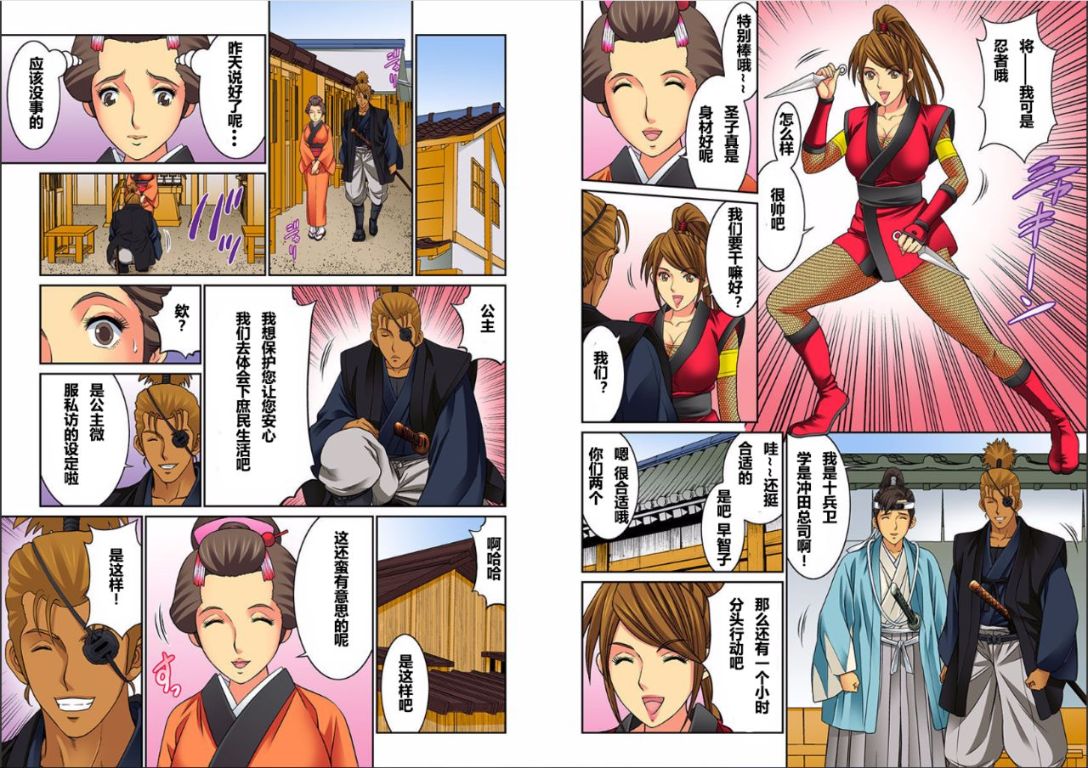 将——我可是
忍者哦
怎么样
很帅吧
ジャキーン
特别棒哦~~
圣子真是
身材好呢
我们要干嘛好？
我们？
我是十兵卫
学是冲田总司啊！
哇~~还挺
合适的
是吧 早智子
嗯 很合适哦
你们两个
那么还有一个小时
分头行动吧
昨天说好了呢···
应该没事的
公主
我想保护您让您安心
我们去体会下庶民生活吧
欸？
是公主微
服私访的设定啦
啊哈哈
是这样吧
这还蛮有意思的呢
すっ
是这样！